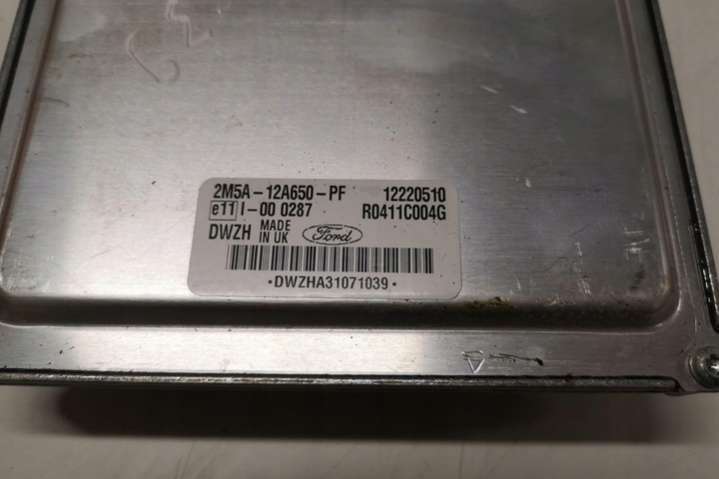 2M5A-12A650-PF 12220510
e11 I-00 0287 R0411C004G
DWZH MADE IN UK Ford
•DWZHA31071039•